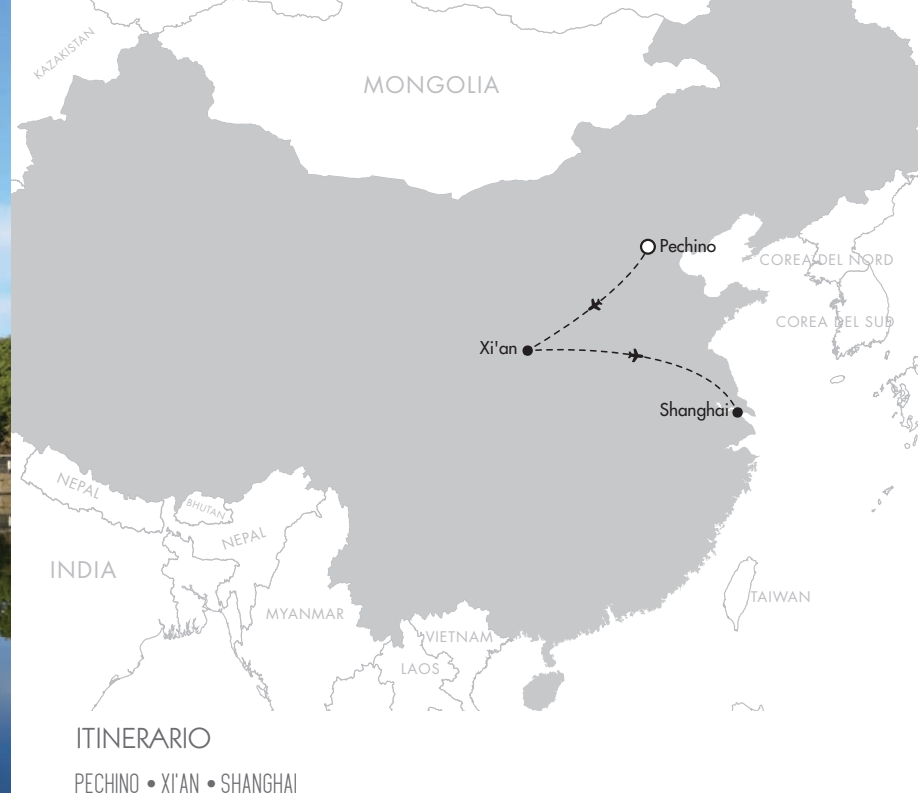 KAZAKISTAN
MONGOLIA
Pechino
COREA DEL NORD
COREA DEL SUD
Xi'an
Shanghai
NEPAL
BHUTAN
NEPAL
INDIA
TAIWAN
MYANMAR
VIETNAM
LAOS
ITINERARIO
PECHINO • XI'AN • SHANGHAI